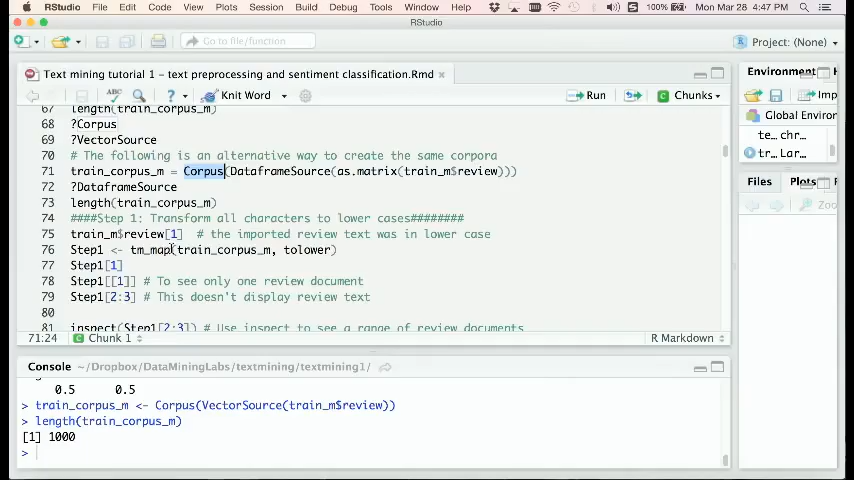 RStudio File Edit Code View Plots Session Build Debug Tools Window Help 100% Mon Mar 28 4:47 PM
RStudio
Go to file/function Project: (None)
Text mining tutorial 1 - text preprocessing and sentiment classification.Rmd
ABC Knit Word Run Chunks
67 length(train_corpus_m)
68 ?Corpus
69 ?VectorSource
70 # The following is an alternative way to create the same corpora
71 train_corpus_m = Corpus(DataframeSource(as.matrix(train_m$review)))
72 ?DataframeSource
73 length(train_corpus_m)
74 ####Step 1: Transform all characters to lower cases########
75 train_m$review[1] # the imported review text was in lower case
76 Step1 <- tm_map(train_corpus_m, tolower)
77 Step1[1]
78 Step1[[1]] # To see only one review document
79 Step1[2:3] # This doesn't display review text
80
81 inspect(Step1[2:3]) # Use inspect to see a range of review documents
71:24 Chunk 1 R Markdown
Console ~/Dropbox/DataMiningLabs/textmining/textmining1/
0.5 0.5
> train_corpus_m <- Corpus(VectorSource(train_m$review))
> length(train_corpus_m)
[1] 1000
>
Environment
Imp
Global Environ
te... chr...
tr... Lar...
Files Plots
Zoo